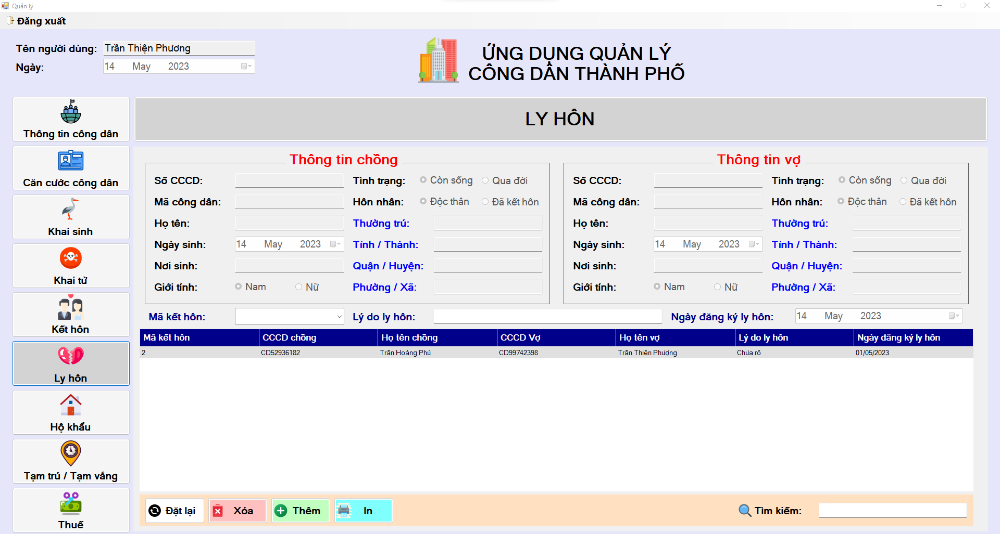 Quản lý
Đăng xuất
Tên người dùng: Trần Thiện Phương
Ngày: 14 May 2023
ỨNG DỤNG QUẢN LÝ
CÔNG DÂN THÀNH PHỐ
Thông tin công dân
Căn cước công dân
Khai sinh
Khai tử
Kết hôn
Ly hôn
Hộ khẩu
Tạm trú / Tạm vắng
Thuế
LY HÔN
Thông tin chồng
Số CCCD: Tình trạng: Còn sống Qua đời
Mã công dân: Hôn nhân: Độc thân Đã kết hôn
Họ tên: Thường trú:
Ngày sinh: 14 May 2023 Tỉnh / Thành:
Nơi sinh: Quận / Huyện:
Giới tính: Nam Nữ Phường / Xã:
Thông tin vợ
Số CCCD: Tình trạng: Còn sống Qua đời
Mã công dân: Hôn nhân: Độc thân Đã kết hôn
Họ tên: Thường trú:
Ngày sinh: 14 May 2023 Tỉnh / Thành:
Nơi sinh: Quận / Huyện:
Giới tính: Nam Nữ Phường / Xã:
Mã kết hôn: Lý do ly hôn: Ngày đăng ký ly hôn: 14 May 2023
Mã kết hôn CCCD chồng Họ tên chồng CCCD Vợ Họ tên vợ Lý do ly hôn Ngày đăng ký ly hôn
2 CD52936182 Trần Hoàng Phú CD99742398 Trần Thiện Phương Chưa rõ 01/05/2023
Đặt lại Xóa Thêm In Tìm kiếm: